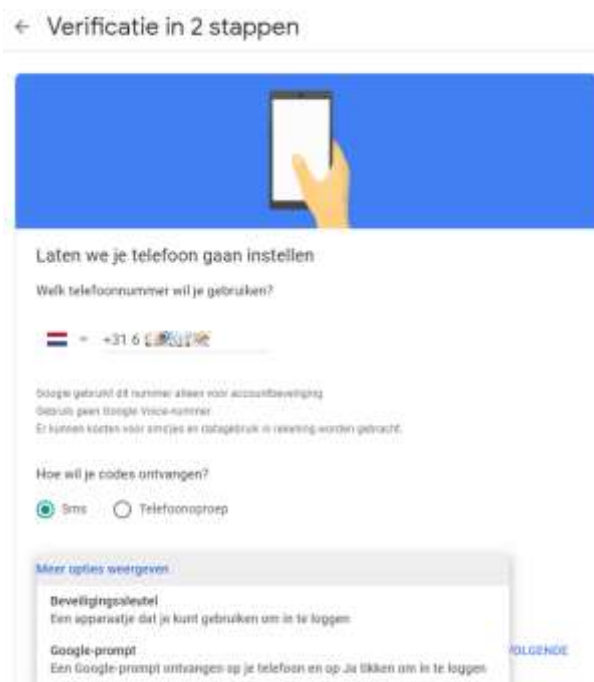 Verificatie in 2 stappen
Laten we je telefoon gaan instellen
Welk telefoonnummer wil je gebruiken?
+31 6
Google gebruikt dit nummer alleen voor accountbeveiliging.
Gebruik geen Google Voice-nummer.
Er kunnen kosten voor sms'jes en datagebruik in rekening worden gebracht.
Hoe wil je codes ontvangen?
Sms Telefoonoproep
Meer opties weergeven
Beveiligingssleutel
Een apparaatje dat je kunt gebruiken om in te loggen
Google-prompt
VOLGENDE
Een Google-prompt ontvangen op je telefoon en op Ja tikken om in te loggen